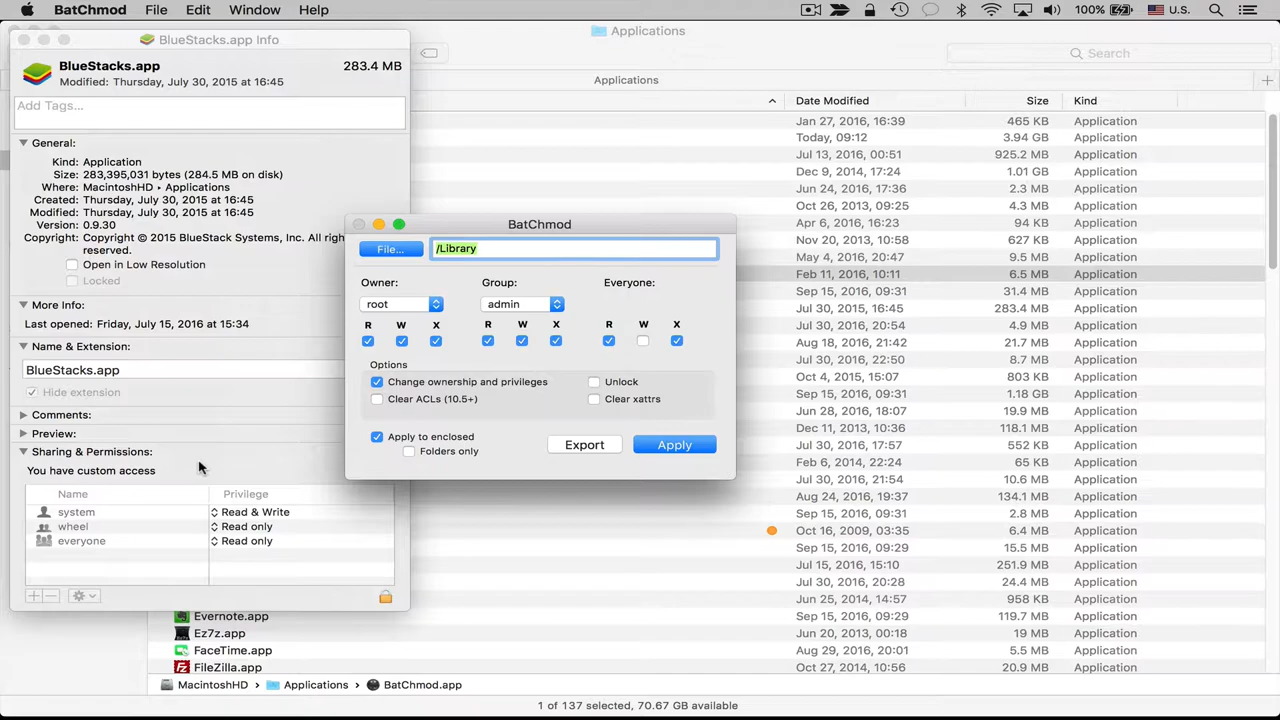 BatChmod File Edit Window Help 100% U.S.
BlueStacks.app Info
Applications
Search
Applications
BlueStacks.app 283.4 MB
Modified: Thursday, July 30, 2015 at 16:45
Add Tags...
General:
Kind: Application
Size: 283,395,031 bytes (284.5 MB on disk)
Where: MacintoshHD ▸ Applications
Created: Thursday, July 30, 2015 at 16:45
Modified: Thursday, July 30, 2015 at 16:45
Version: 0.9.30
Copyright: Copyright © 2015 BlueStack Systems, Inc. All righ
reserved.
Open in Low Resolution
Locked
More Info:
Last opened: Friday, July 15, 2016 at 15:34
Name & Extension:
BlueStacks.app
Hide extension
Comments:
Preview:
Sharing & Permissions:
You have custom access
Name Privilege
system Read & Write
wheel Read only
everyone Read only
BatChmod
File... /Library
Owner: Group: Everyone:
root admin
R W X R W X R W X
Options
Change ownership and privileges Unlock
Clear ACLs (10.5+) Clear xattrs
Apply to enclosed
Folders only
Export Apply
Date Modified Size Kind
Jan 27, 2016, 16:39 465 KB Application
Today, 09:12 3.94 GB Application
Jul 13, 2016, 00:51 925.2 MB Application
Dec 9, 2014, 17:24 1.01 GB Application
Jun 24, 2016, 17:36 2.3 MB Application
Oct 26, 2013, 09:25 4.3 MB Application
Apr 6, 2016, 16:23 94 KB Application
Nov 20, 2013, 10:58 627 KB Application
May 4, 2016, 20:47 9.5 MB Application
Feb 11, 2016, 10:11 6.5 MB Application
Sep 15, 2016, 09:31 31.4 MB Application
Jul 30, 2015, 16:45 283.4 MB Application
Jul 30, 2016, 20:54 4.9 MB Application
Aug 18, 2016, 21:42 21.7 MB Application
Jul 30, 2016, 22:50 8.7 MB Application
Oct 4, 2015, 15:07 803 KB Application
Sep 15, 2016, 09:31 1.18 GB Application
Jun 28, 2016, 18:07 19.9 MB Application
Dec 11, 2013, 06:36 118.1 MB Application
Jul 30, 2016, 17:57 552 KB Application
Feb 6, 2014, 22:24 65 KB Application
Jul 30, 2016, 21:54 10.6 MB Application
Aug 24, 2016, 19:37 134.1 MB Application
Sep 15, 2016, 09:31 2.8 MB Application
Oct 16, 2009, 03:35 6.4 MB Application
Sep 15, 2016, 09:29 15.5 MB Application
Jul 15, 2016, 15:10 251.9 MB Application
Jul 30, 2016, 20:28 24.4 MB Application
Jun 25, 2014, 14:57 958 KB Application
Evernote.app Sep 15, 2016, 09:29 119.7 MB Application
Ez7z.app Jun 20, 2013, 00:18 19 MB Application
FaceTime.app Aug 29, 2016, 20:01 5.5 MB Application
FileZilla.app Oct 27, 2014, 10:56 20.9 MB Application
MacintoshHD › Applications › BatChmod.app
1 of 137 selected, 70.67 GB available